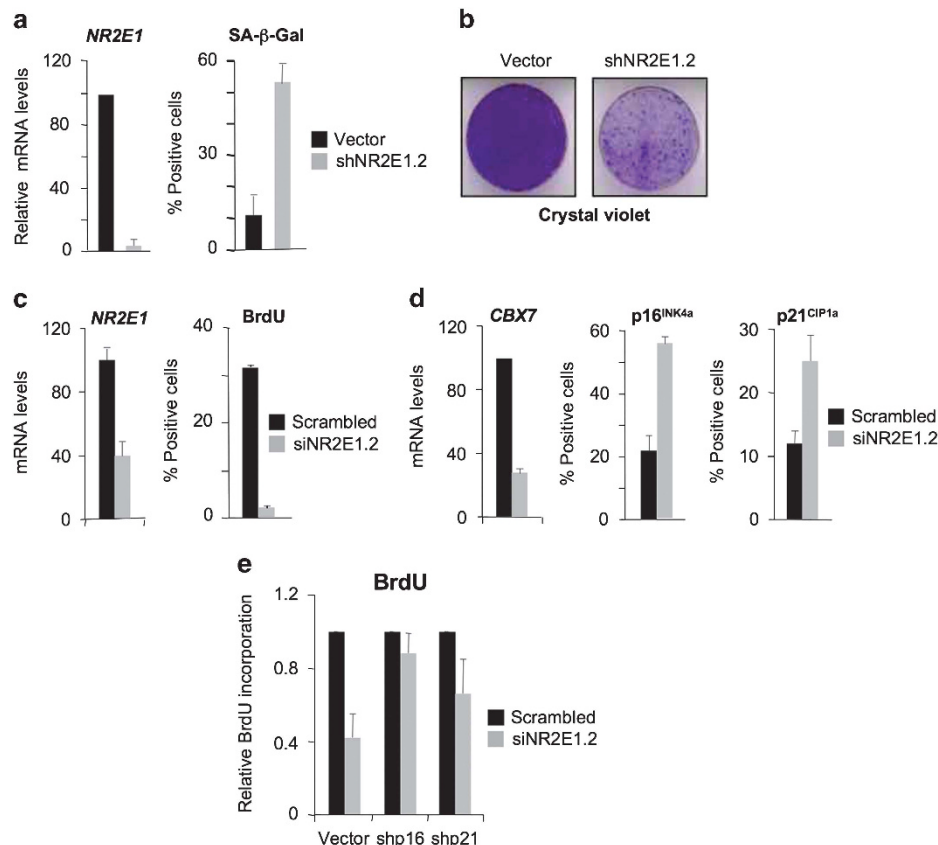 a
NR2E1
Relative mRNA levels
120
80
40
0
SA-β-Gal
% Positive cells
60
30
0
Vector
shNR2E1.2
b
Vector
shNR2E1.2
Crystal violet
c
NR2E1
mRNA levels
120
80
40
0
BrdU
% Positive cells
40
20
0
Scrambled
siNR2E1.2
d
CBX7
mRNA levels
120
80
40
0
p16INK4a
% Positive cells
60
40
20
0
p21CIP1a
% Positive cells
30
20
10
0
Scrambled
siNR2E1.2
e
BrdU
Relative BrdU incorporation
1.2
0.8
0.4
0
Vector shp16 shp21
Scrambled
siNR2E1.2